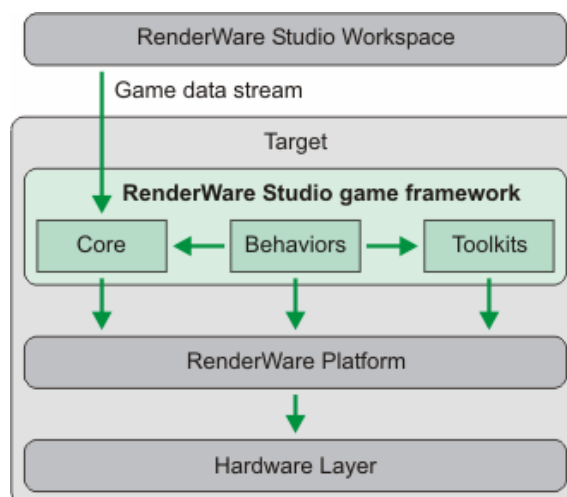 RenderWare Studio Workspace
Game data stream
Target
RenderWare Studio game framework
Core
Behaviors
Toolkits
RenderWare Platform
Hardware Layer